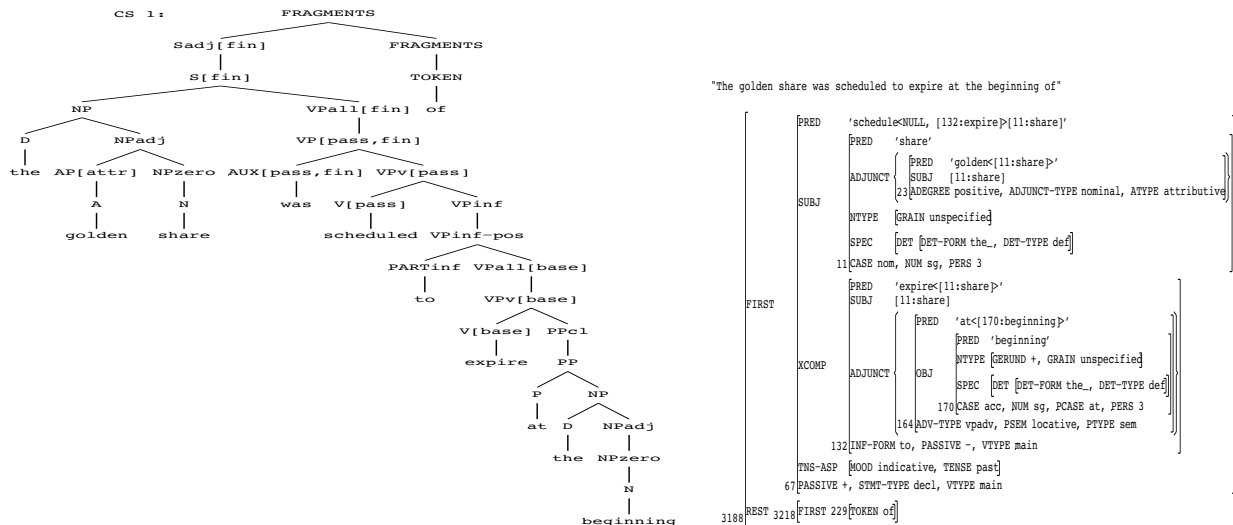 CS 1: FRAGMENTS
Sadj[fin] FRAGMENTS
S[fin] TOKEN
NP VPall[fin] of
D NPadj VP[pass,fin]
the AP[attr] NPzero AUX[pass,fin] VPv[pass]
A N was V[pass] VPinf
golden share scheduled VPinf-pos
PARTinf VPall[base]
to VPv[base]
V[base] PPcl
expire PP
P NP
at D NPadj
the NPzero
N
beginning
"The golden share was scheduled to expire at the beginning of"
PRED 'schedule<NULL, [132:expire]>[11:share]'
PRED 'share'
PRED 'golden<[11:share]>'
ADJUNCT SUBJ [11:share]
23 ADEGREE positive, ADJUNCT-TYPE nominal, ATYPE attributive
SUBJ
NTYPE [GRAIN unspecified]
SPEC [DET [DET-FORM the_, DET-TYPE def]]
11 CASE nom, NUM sg, PERS 3
PRED 'expire<[11:share]>'
FIRST SUBJ [11:share]
PRED 'at<[170:beginning]>'
PRED 'beginning'
NTYPE [GERUND +, GRAIN unspecified]
XCOMP ADJUNCT OBJ
SPEC [DET [DET-FORM the_, DET-TYPE def]]
170 CASE acc, NUM sg, PCASE at, PERS 3
164 ADV-TYPE vpadv, PSEM locative, PTYPE sem
132 INF-FORM to, PASSIVE -, VTYPE main
TNS-ASP [MOOD indicative, TENSE past]
67 PASSIVE +, STMT-TYPE decl, VTYPE main
3188 REST 3218 [FIRST 229 [TOKEN of]]